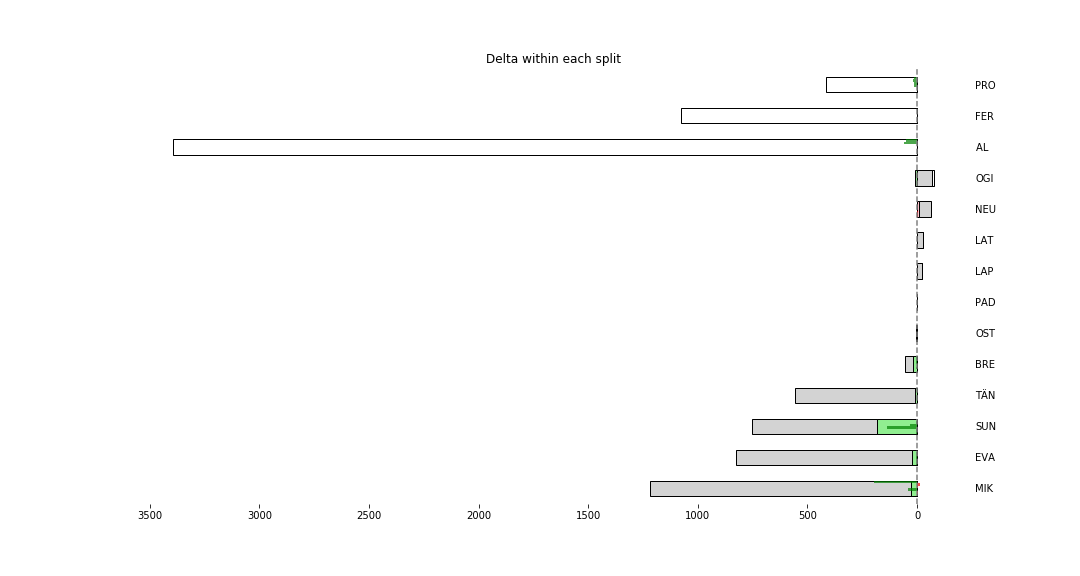 Delta within each split
PRO
FER
AL
OGI
NEU
LAT
LAP
PAD
OST
BRE
TÄN
SUN
EVA
MIK
3500 3000 2500 2000 1500 1000 500 0